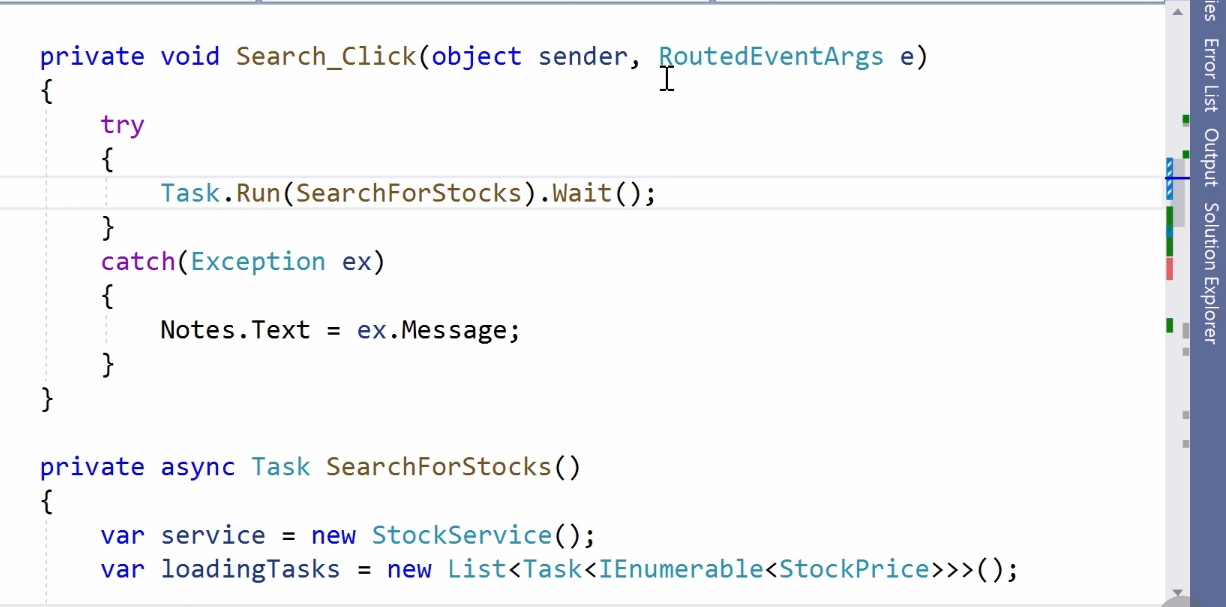 private void Search_Click(object sender, RoutedEventArgs e)
{
try
{
Task.Run(SearchForStocks).Wait();
}
catch(Exception ex)
{
Notes.Text = ex.Message;
}
}
private async Task SearchForStocks()
{
var service = new StockService();
var loadingTasks = new List<Task<IEnumerable<StockPrice>>>();
Error List
Output
Solution Explorer